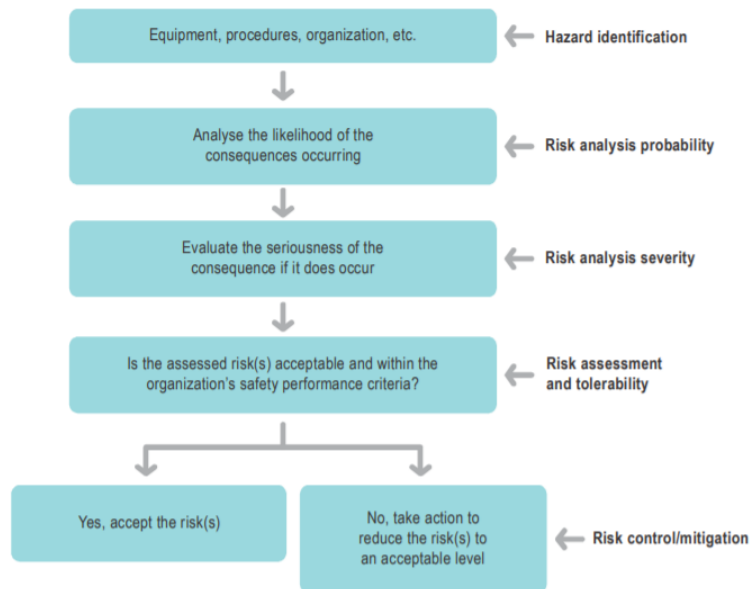 Equipment, procedures, organization, etc.
Hazard identification
Analyse the likelihood of the
consequences occurring
Risk analysis probability
Evaluate the seriousness of the
consequence if it does occur
Risk analysis severity
Is the assessed risk(s) acceptable and within the
organization's safety performance criteria?
Risk assessment
and tolerability
Yes, accept the risk(s)
No, take action to
reduce the risk(s) to
an acceptable level
Risk control/mitigation